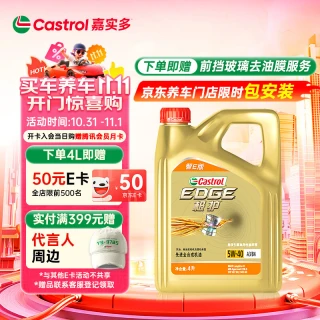 Castrol 嘉实多
下单即赠 前挡玻璃去油膜服务
京东养车门店限时包安装
HOT
买车养车11.11
开门惊喜购
活动时间:10.31-11.1
开卡入会当日购赠腾讯会员月卡
下单4L即赠
50元E卡
全店限前500名
50
实付满399元赠
代言人
周边
*与其他E卡活动不共享
*赠品联系客服登记领取
Castrol
EDGE
极护
5W-40 A3/B4
4升